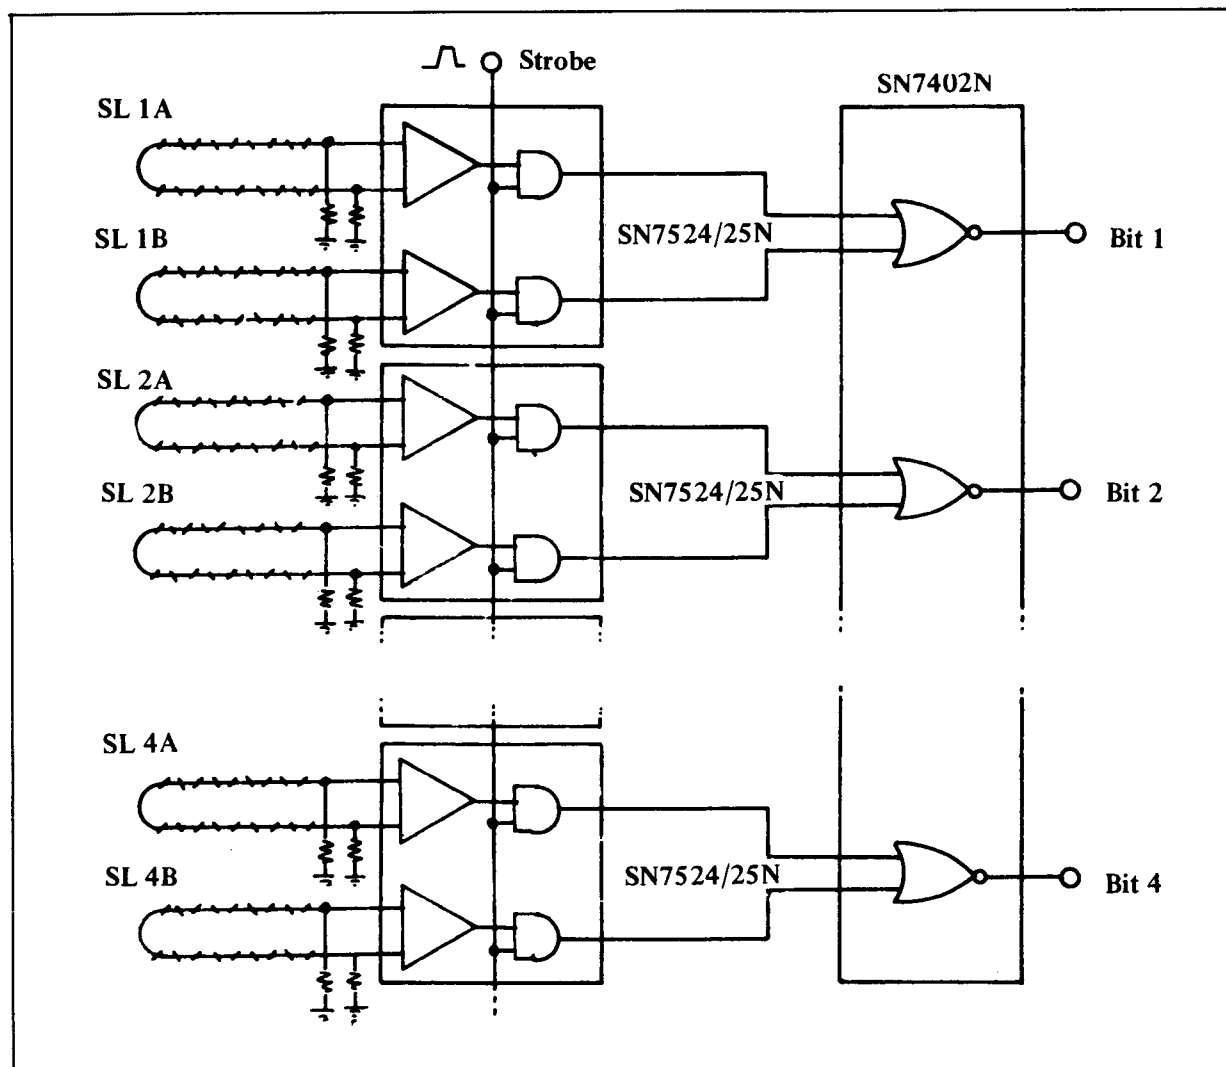 Strobe
SN7402N
SL 1A
SN7524/25N
SL 1B
Bit 1
SL 2A
SN7524/25N
SL 2B
Bit 2
SL 4A
SN7524/25N
SL 4B
Bit 4